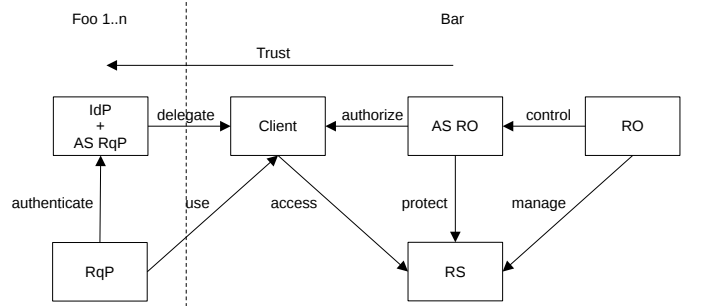 Foo 1..n
Bar
Trust
IdP
+
AS RqP
delegate
Client
authorize
AS RO
control
RO
authenticate
use
access
protect
manage
RqP
RS